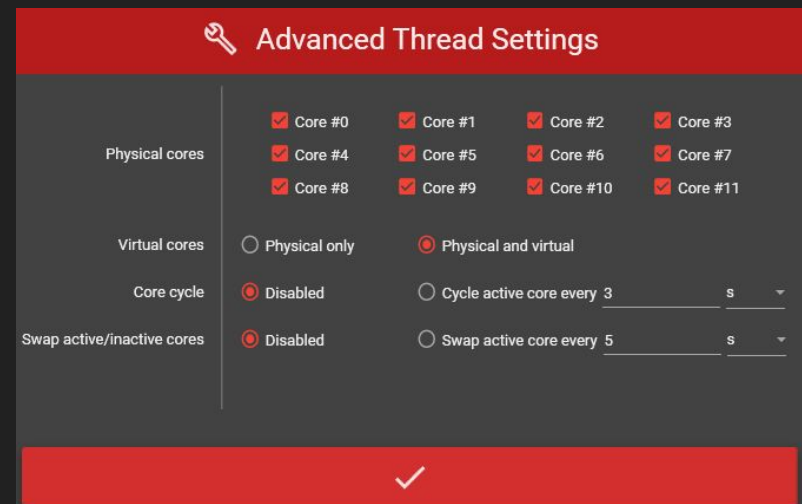 Advanced Thread Settings
Core #0 Core #1 Core #2 Core #3
Physical cores Core #4 Core #5 Core #6 Core #7
Core #8 Core #9 Core #10 Core #11
Virtual cores Physical only Physical and virtual
Core cycle Disabled Cycle active core every 3 s
Swap active/inactive cores Disabled Swap active core every 5 s